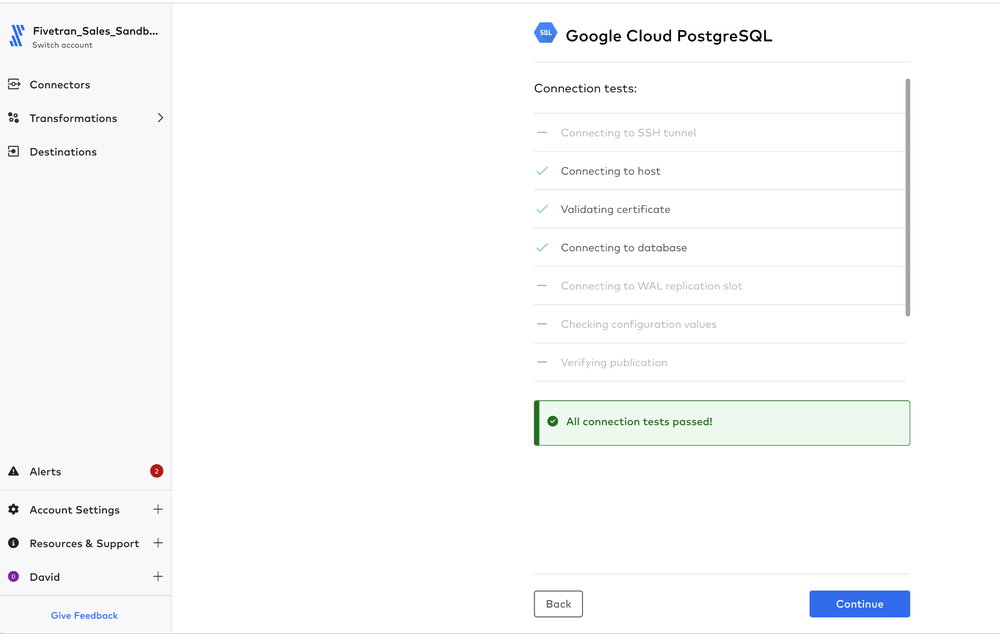 Fivetran_Sales_Sandb...
Switch account
Connectors
Transformations
Destinations
Alerts
2
Account Settings
Resources & Support
D
David
Give Feedback
SQL
Google Cloud PostgreSQL
Connection tests:
Connecting to SSH tunnel
Connecting to host
Validating certificate
Connecting to database
Connecting to WAL replication slot
Checking configuration values
Verifying publication
All connection tests passed!
Back
Continue